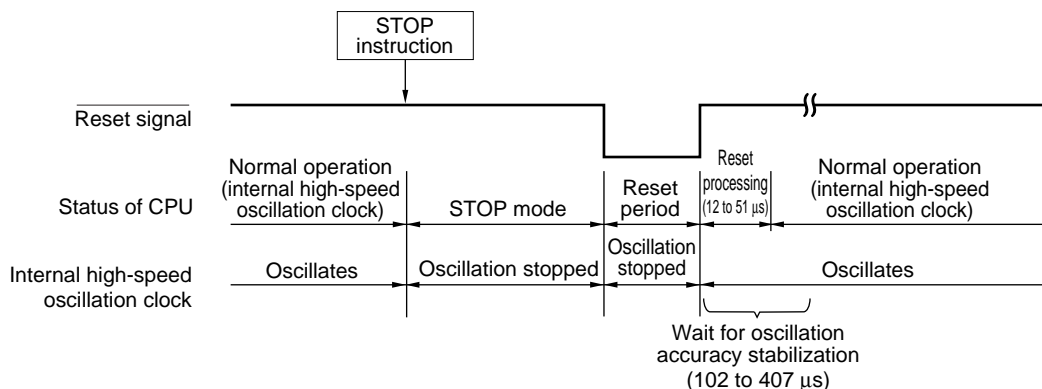 STOP
instruction
Reset signal
Normal operation
(internal high-speed
oscillation clock)
Reset
processing
(12 to 51 µs)
Normal operation
(internal high-speed
oscillation clock)
Status of CPU
STOP mode
Reset
period
Internal high-speed
oscillation clock
Oscillates
Oscillation stopped
Oscillation
stopped
Oscillates
Wait for oscillation
accuracy stabilization
(102 to 407 µs)